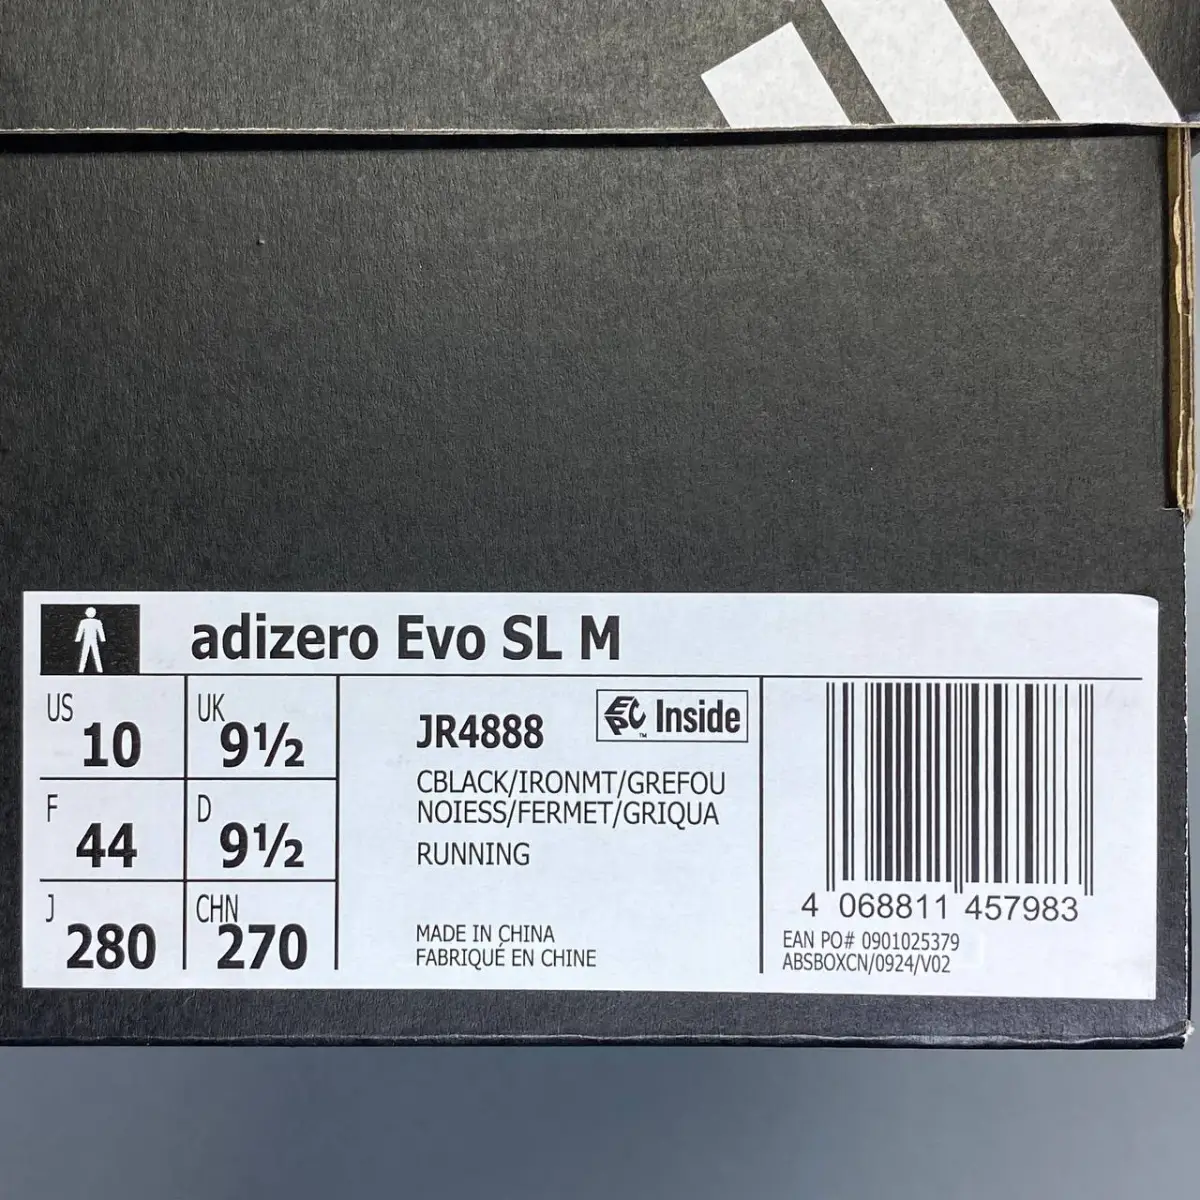 adizero Evo SL M
US 10
UK 9½
F 44
D 9½
J 280
CHN 270
JR4888
EPC Inside
™
CBLACK/IRONMT/GREFOU
NOIESS/FERMET/GRIQUA
RUNNING
MADE IN CHINA
FABRIQUÉ EN CHINE
4 068811 457983
EAN PO# 0901025379
ABSBOXCN/0924/V02